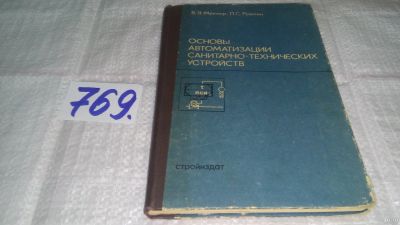 769.
ОСНОВЫ
АВТОМАТИЗАЦИИ
САНИТАРНО-ТЕХНИЧЕСКИХ
УСТРОЙСТВ
стройиздат